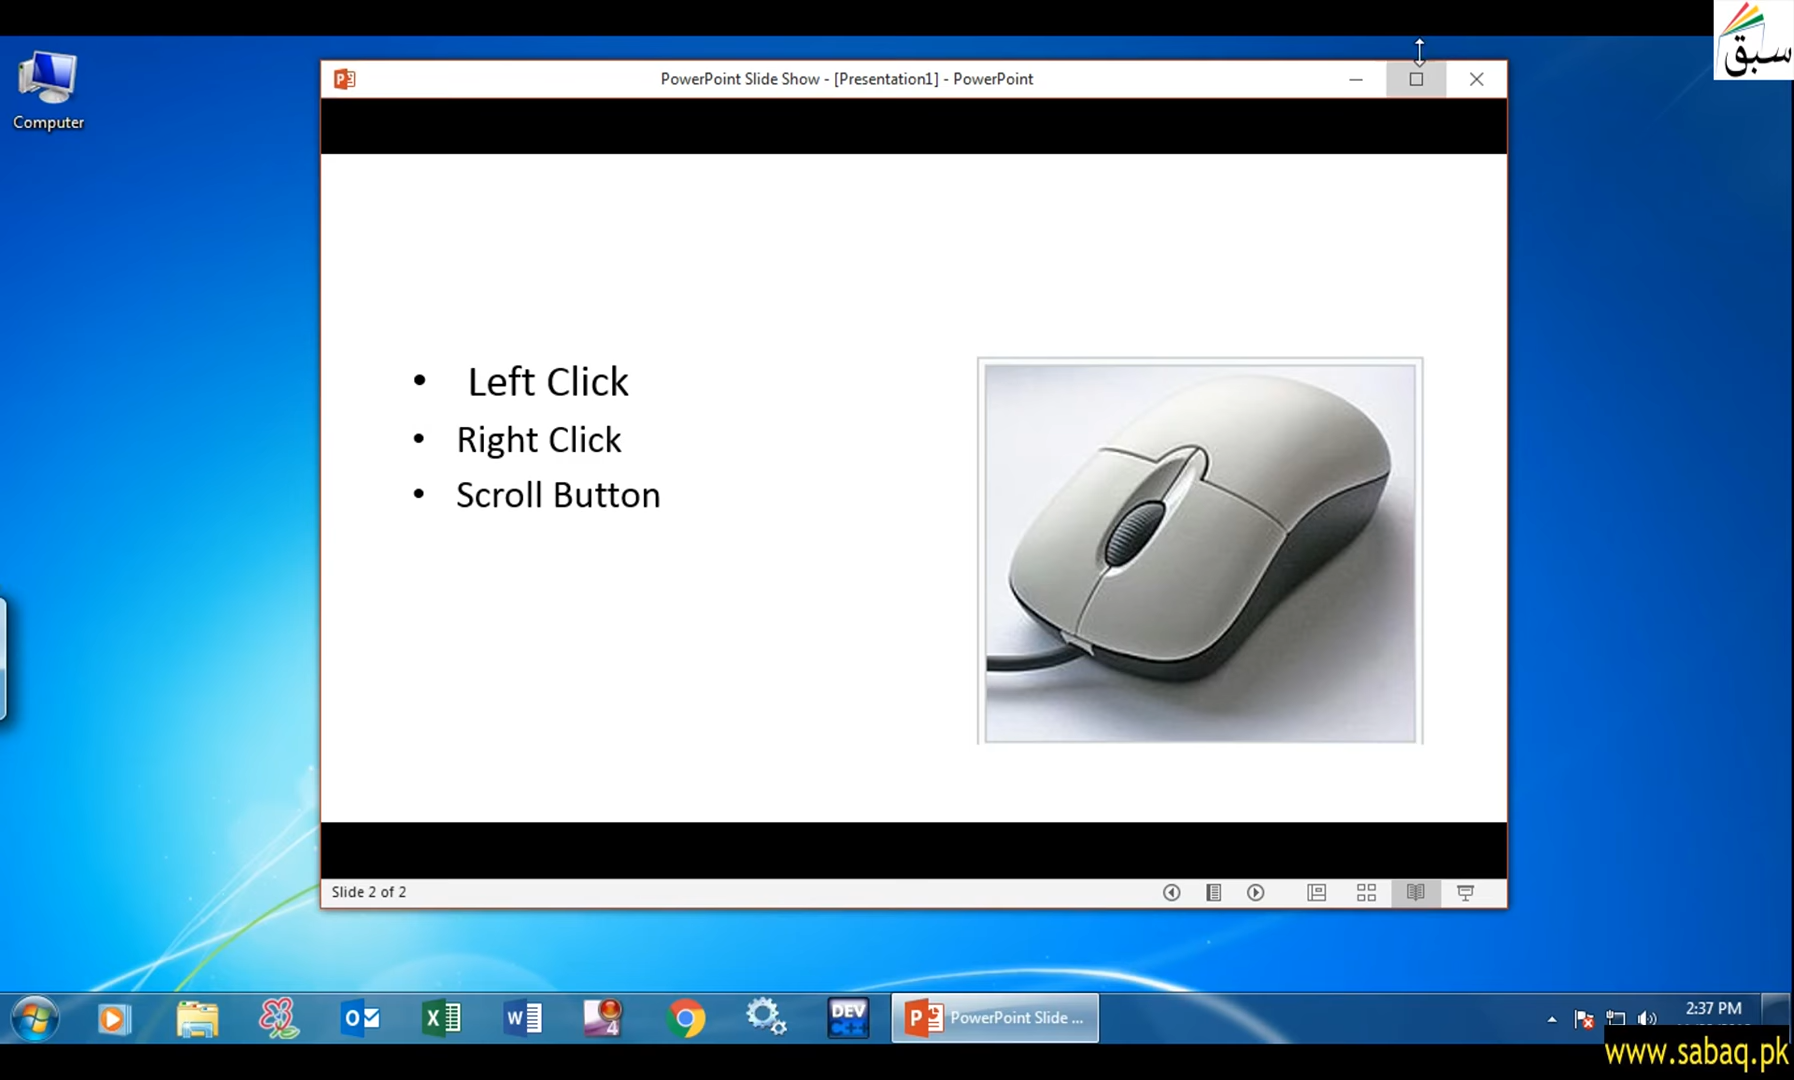 سبق
Computer
PowerPoint Slide Show - [Presentation1] - PowerPoint
• Left Click
• Right Click
• Scroll Button
Slide 2 of 2
4
DEV
C++
PowerPoint Slide ...
2:37 PM
www.sabaq.pk